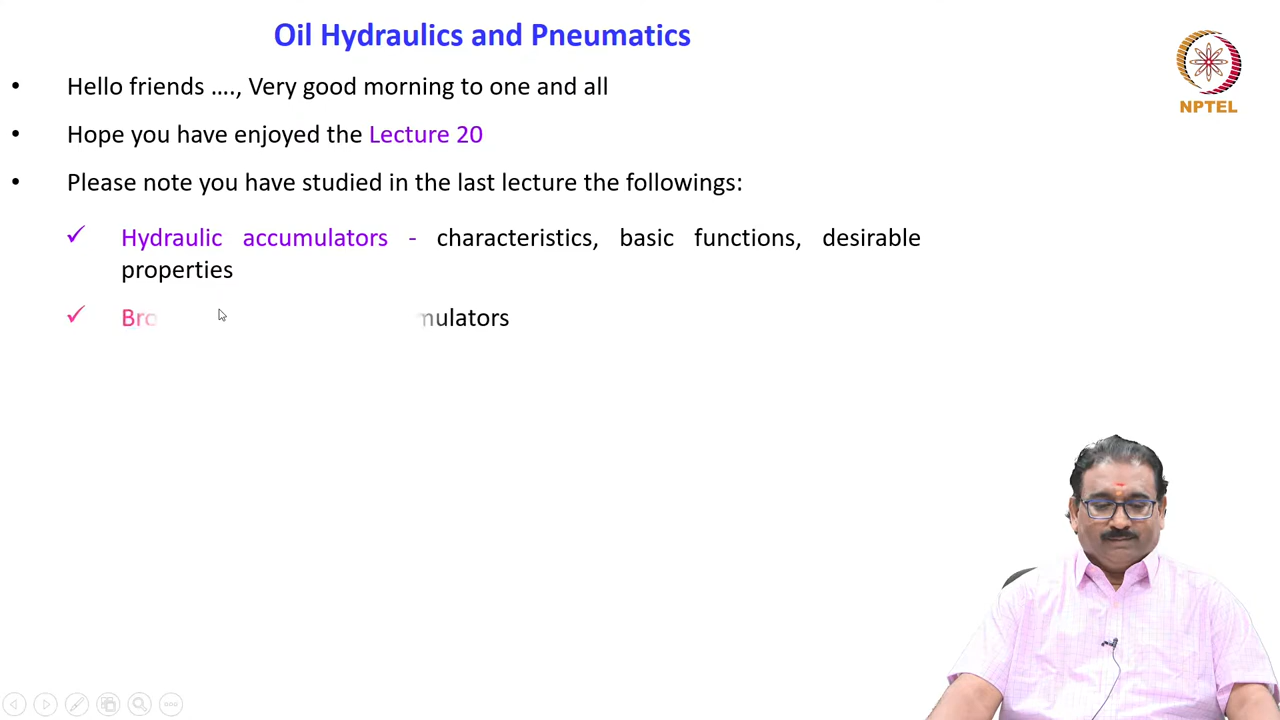 Oil Hydraulics and Pneumatics
NPTEL
• Hello friends …., Very good morning to one and all
• Hope you have enjoyed the Lecture 20
• Please note you have studied in the last lecture the followings:
✓ Hydraulic accumulators - characteristics, basic functions, desirable
properties
✓